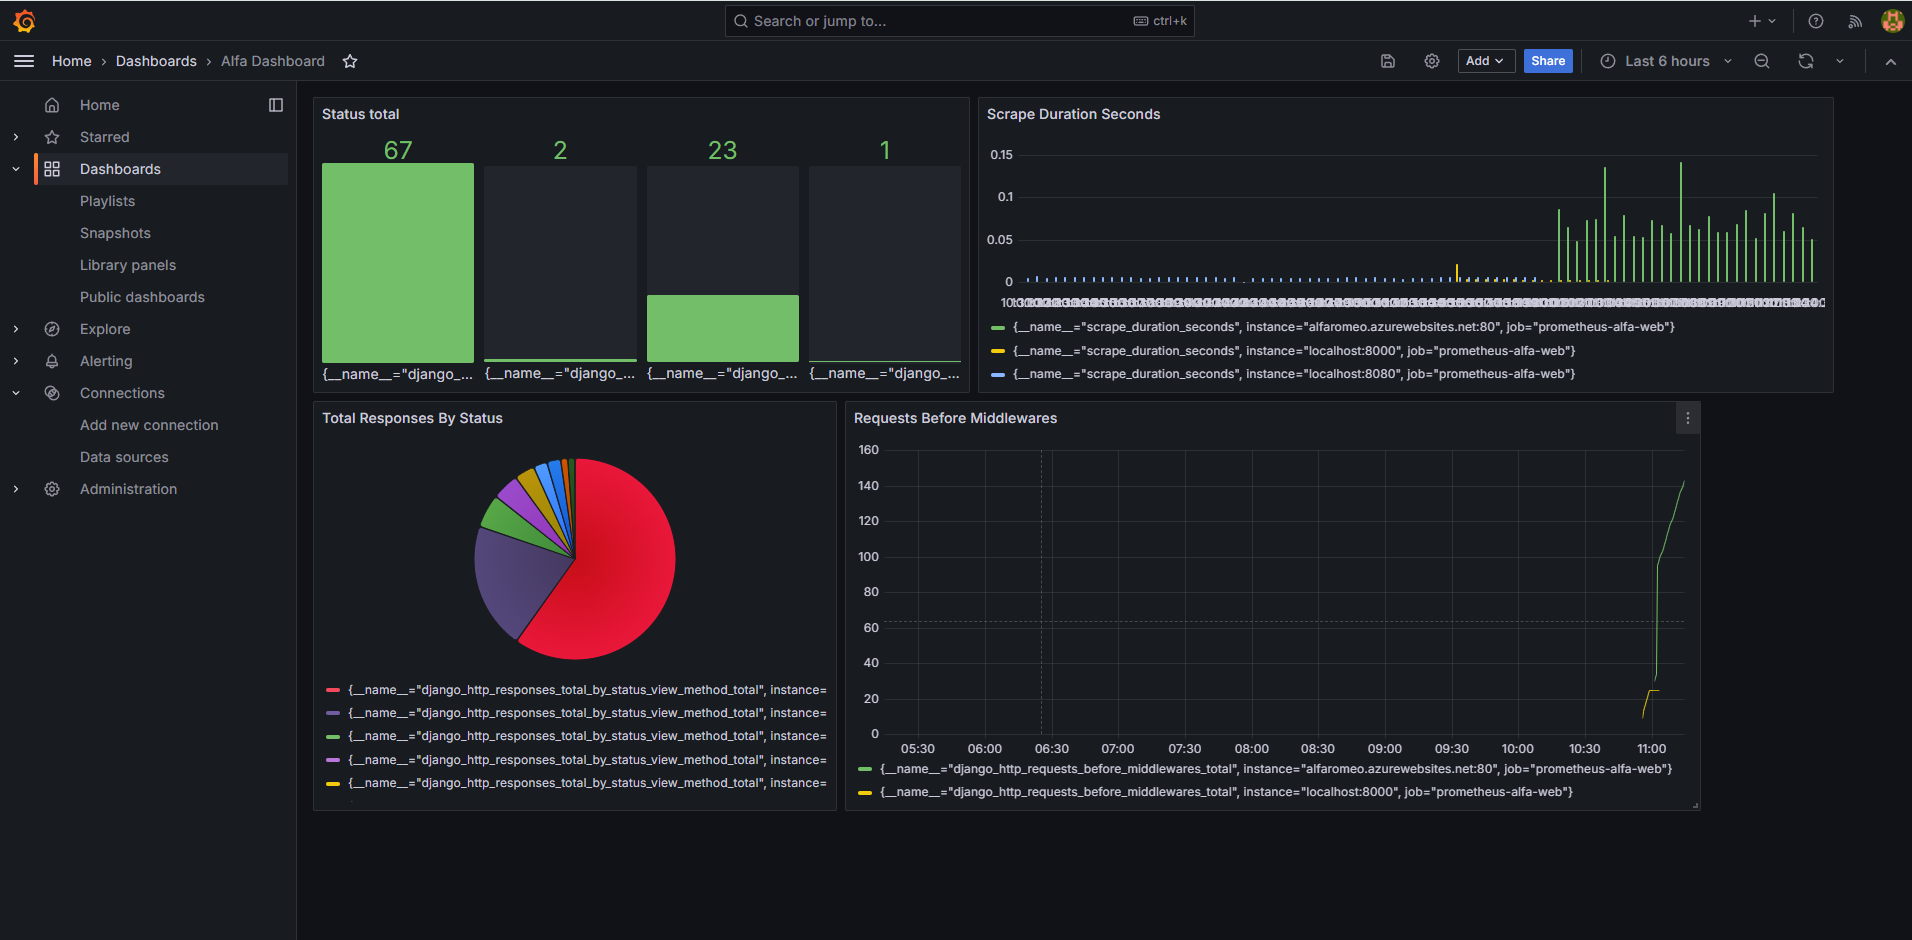 Search or jump to...
ctrl+k
Home › Dashboards › Alfa Dashboard
Add
Share
Last 6 hours
Home
Starred
Dashboards
Playlists
Snapshots
Library panels
Public dashboards
Explore
Alerting
Connections
Add new connection
Data sources
Administration
Status total
67 2 23 1
{__name__="django_... {__name__="django_... {__name__="django_... {__name__="django_...
Scrape Duration Seconds
0.15
0.1
0.05
0
{__name__="scrape_duration_seconds", instance="alfaromeo.azurewebsites.net:80", job="prometheus-alfa-web"}
{__name__="scrape_duration_seconds", instance="localhost:8000", job="prometheus-alfa-web"}
{__name__="scrape_duration_seconds", instance="localhost:8080", job="prometheus-alfa-web"}
Total Responses By Status
{__name__="django_http_responses_total_by_status_view_method_total", instance=
{__name__="django_http_responses_total_by_status_view_method_total", instance=
{__name__="django_http_responses_total_by_status_view_method_total", instance=
{__name__="django_http_responses_total_by_status_view_method_total", instance=
{__name__="django_http_responses_total_by_status_view_method_total", instance=
Requests Before Middlewares
160
140
120
100
80
60
40
20
0
05:30 06:00 06:30 07:00 07:30 08:00 08:30 09:00 09:30 10:00 10:30 11:00
{__name__="django_http_requests_before_middlewares_total", instance="alfaromeo.azurewebsites.net:80", job="prometheus-alfa-web"}
{__name__="django_http_requests_before_middlewares_total", instance="localhost:8000", job="prometheus-alfa-web"}